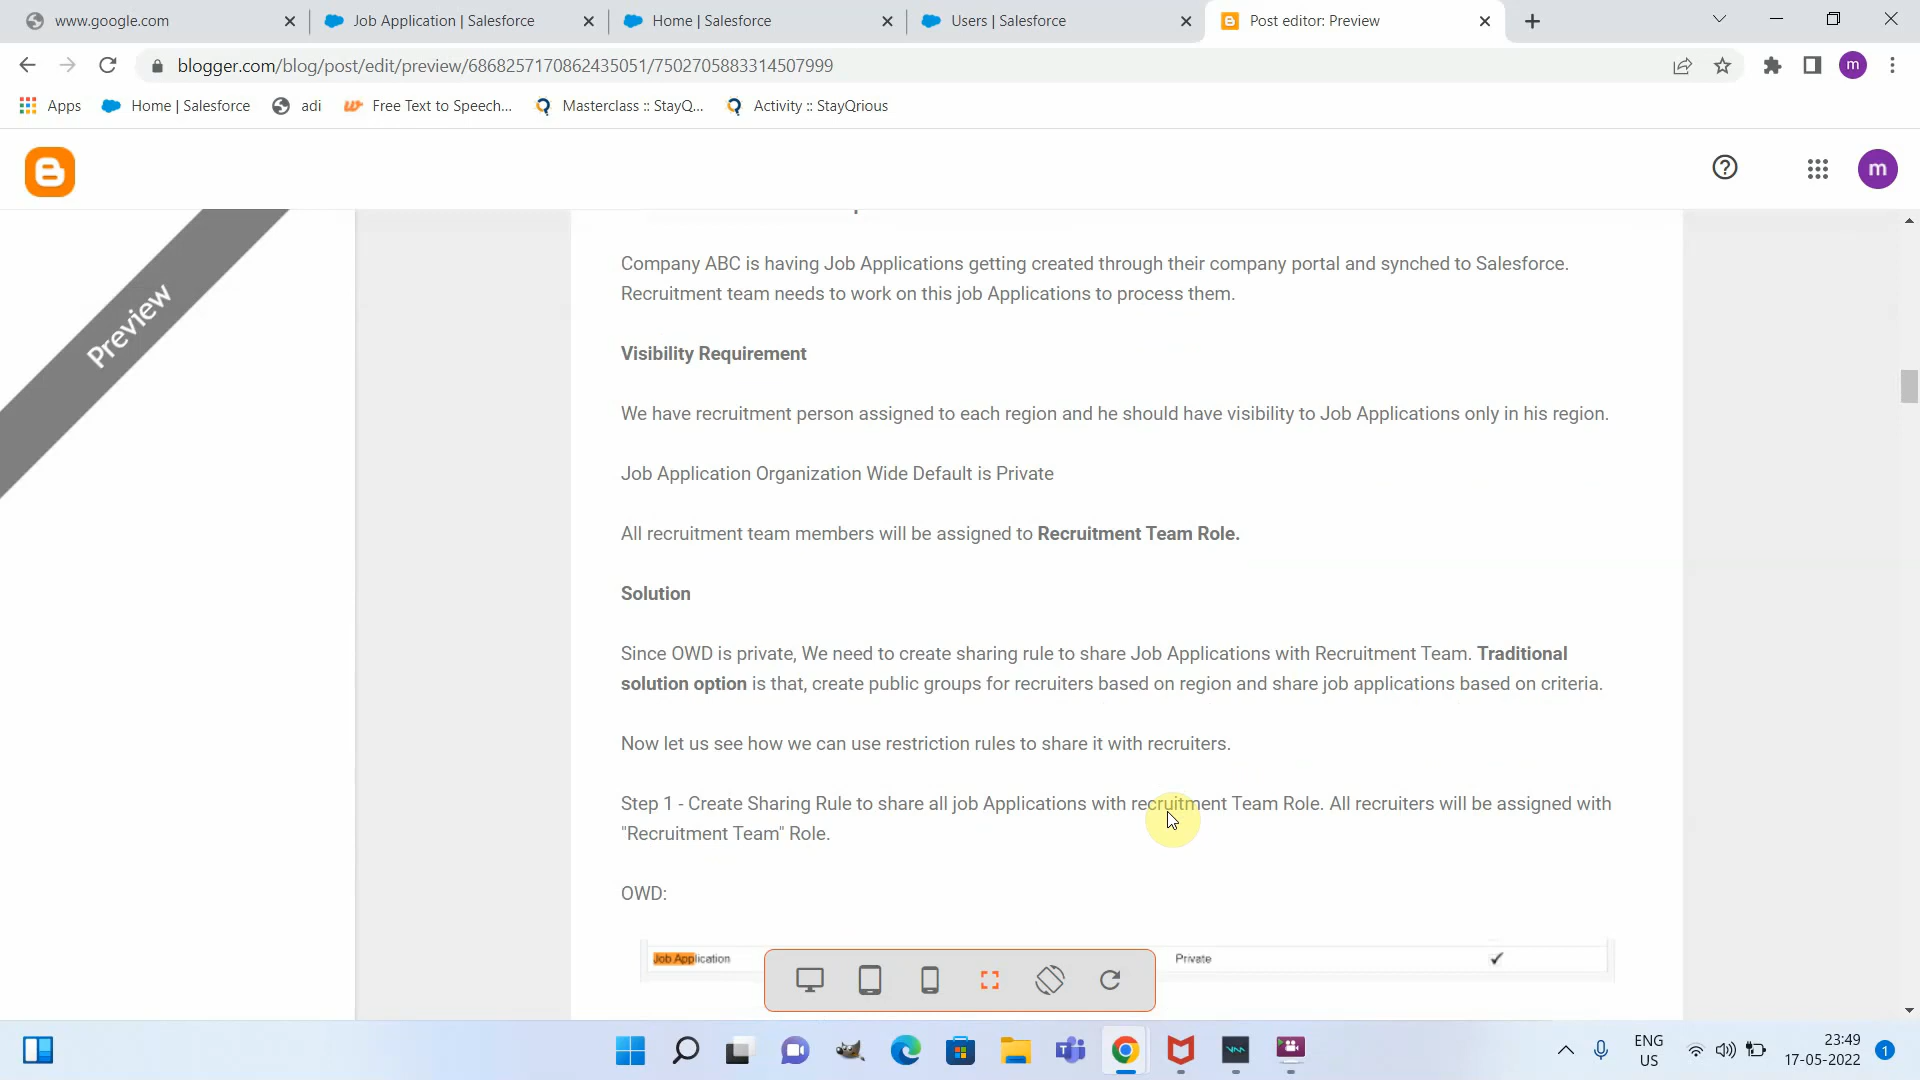 www.google.com
Job Application | Salesforce
Home | Salesforce
Users | Salesforce
Post editor: Preview
blogger.com/blog/post/edit/preview/6868257170862435051/7502705883314507999
m
Apps
Home | Salesforce
adi
Free Text to Speech...
Masterclass :: StayQ...
Activity :: StayQrious
m
Preview
Company ABC is having Job Applications getting created through their company portal and synched to Salesforce.
Recruitment team needs to work on this job Applications to process them.
Visibility Requirement
We have recruitment person assigned to each region and he should have visibility to Job Applications only in his region.
Job Application Organization Wide Default is Private
All recruitment team members will be assigned to Recruitment Team Role.
Solution
Since OWD is private, We need to create sharing rule to share Job Applications with Recruitment Team. Traditional
solution option is that, create public groups for recruiters based on region and share job applications based on criteria.
Now let us see how we can use restriction rules to share it with recruiters.
Step 1 - Create Sharing Rule to share all job Applications with recruitment Team Role. All recruiters will be assigned with
"Recruitment Team" Role.
OWD:
Job Application Private
ENG
US
23:49
17-05-2022
1